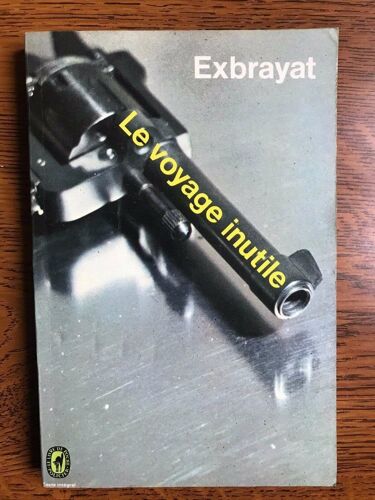 Exbrayat
Le voyage inutile
Texte intégral